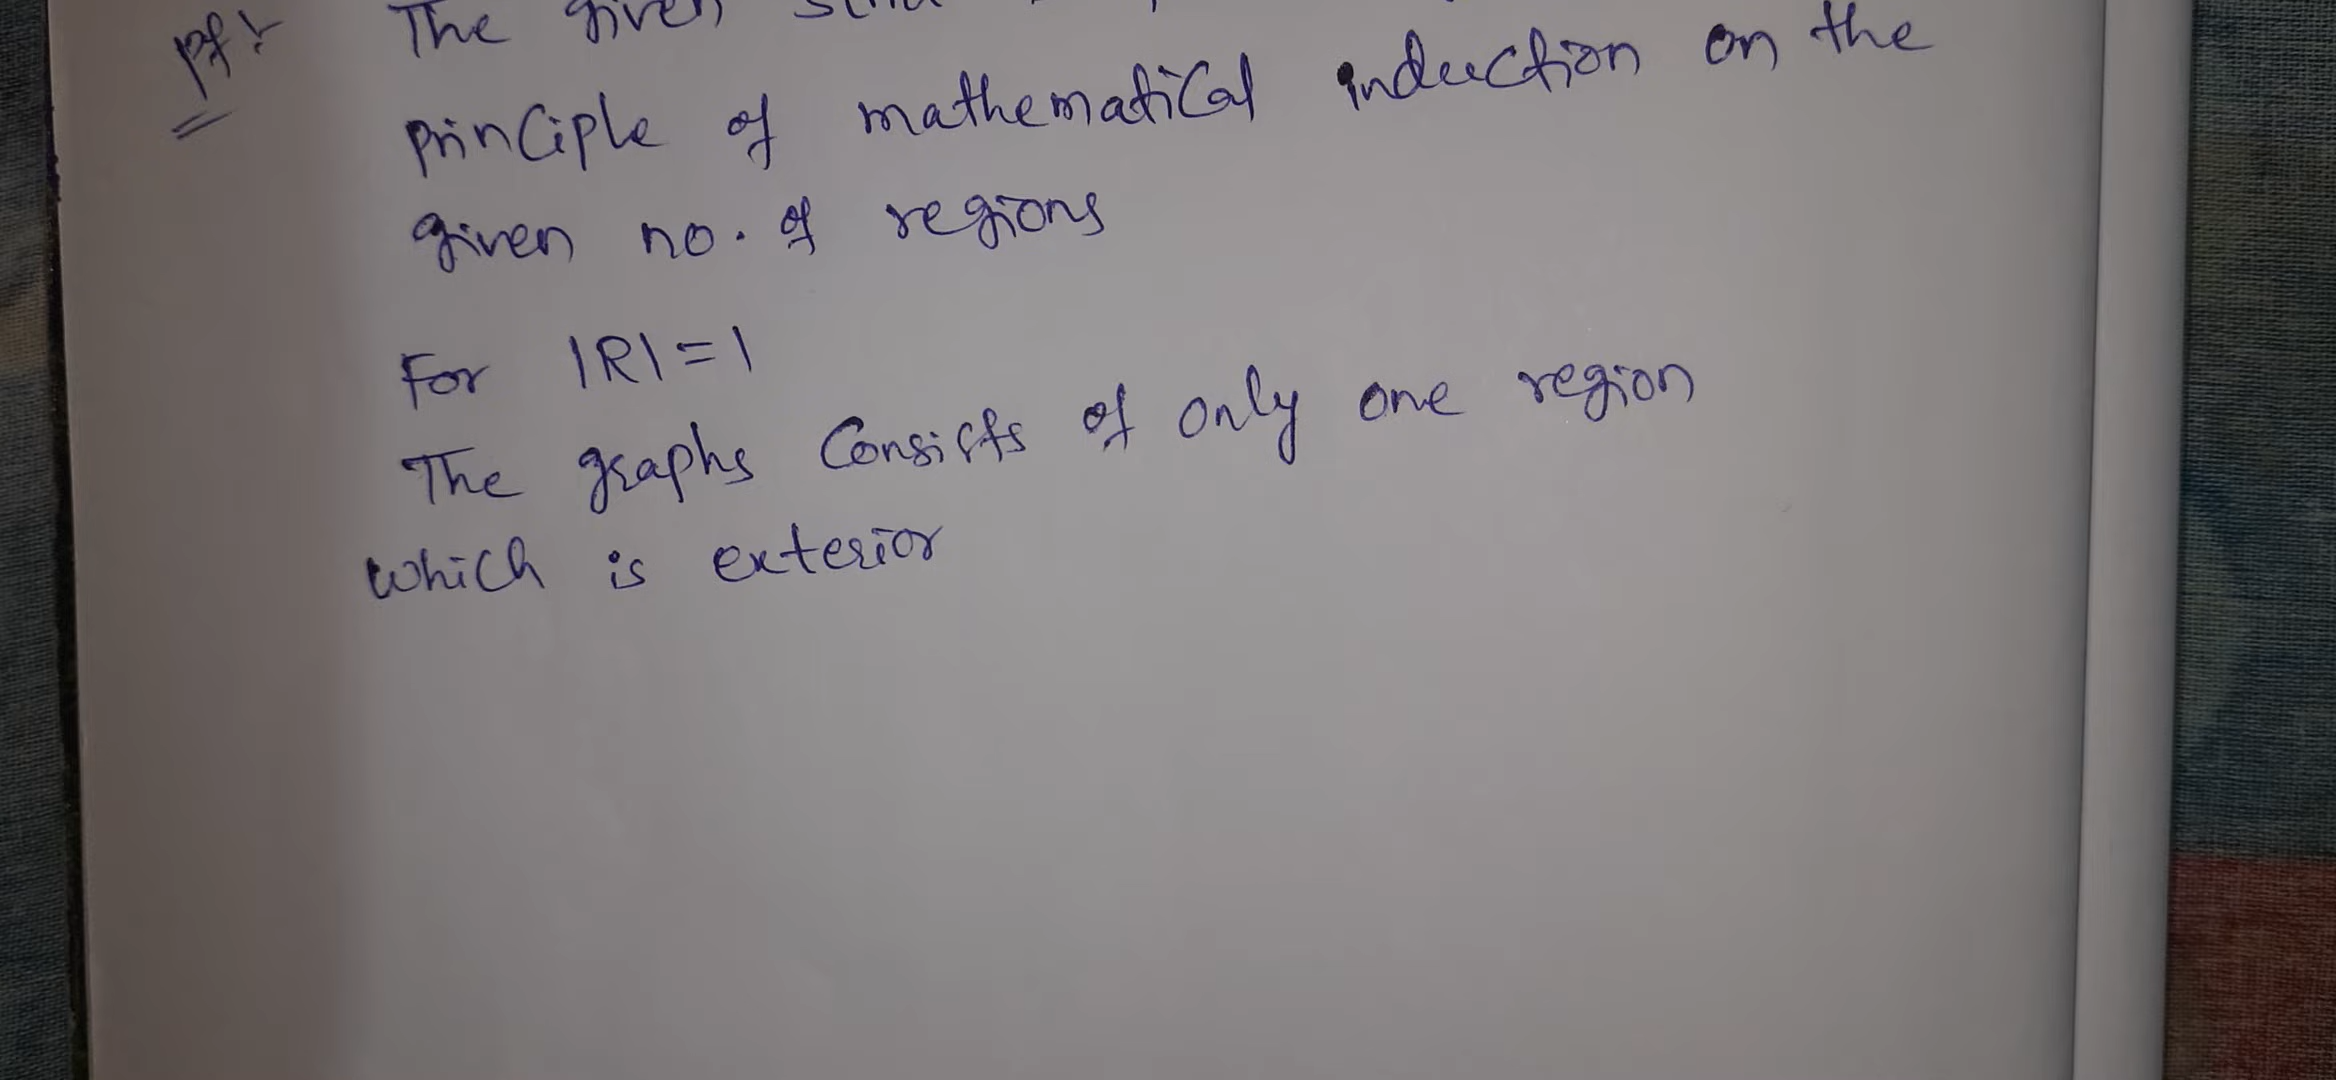 Pf :- The given
principle of mathematical induction on the
given no. of regions
For |R| = 1
The graphs Consists of only one region
which is exterior